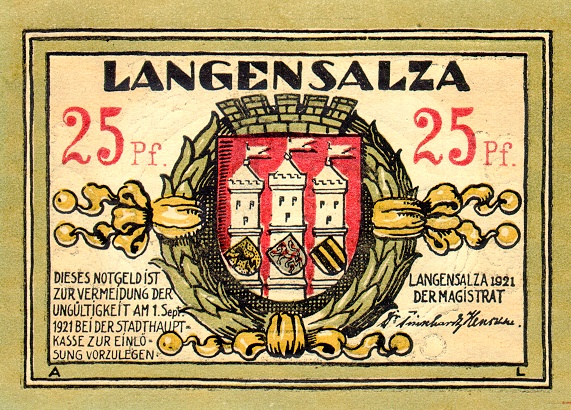 LANGENSALZA
25 Pf.
25 Pf.
DIESES NOTGELD IST
ZUR VERMEIDUNG DER
UNGÜLTIGKEIT AM 1. Sept.
1921 BEI DER STADTHAUPT-
KASSE ZUR EINLÖ-
SUNG VORZULEGEN.
LANGENSALZA 1921
DER MAGISTRAT
A
L